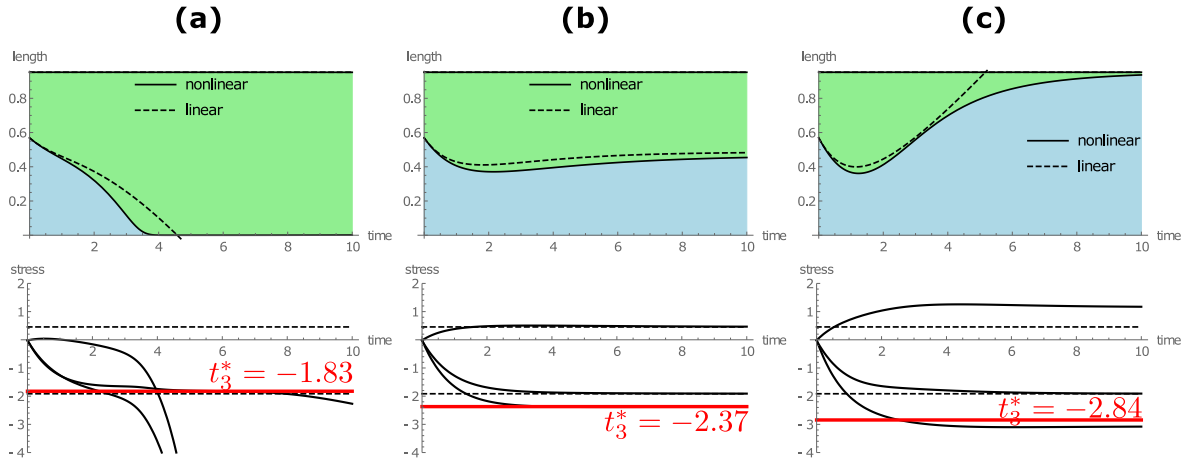 (a)
length
0.8
0.6
0.4
0.2
2
4
6
8
10
time
nonlinear
linear
stress
2
1
-1
-2
-3
-4
2
4
6
8
10
time
t₃* = −1.83
(b)
length
0.8
0.6
0.4
0.2
2
4
6
8
10
time
nonlinear
linear
stress
2
1
-1
-2
-3
-4
2
4
6
8
10
time
t₃* = −2.37
(c)
length
0.8
0.6
0.4
0.2
2
4
6
8
10
time
nonlinear
linear
stress
2
1
-1
-2
-3
-4
2
4
6
8
10
time
t₃* = −2.84